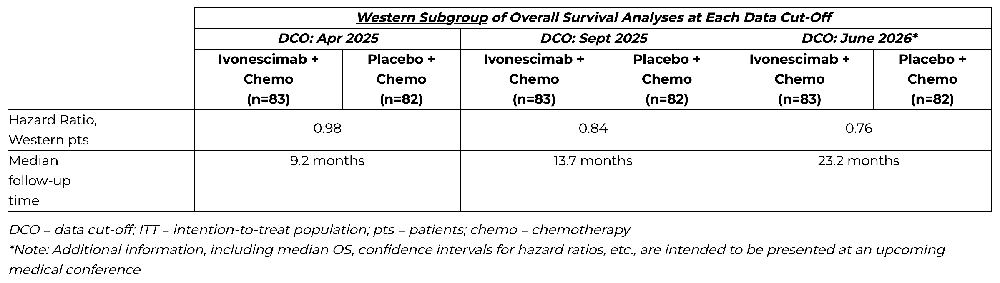 Western Subgroup of Overall Survival Analyses at Each Data Cut-Off
DCO: Apr 2025 DCO: Sept 2025 DCO: June 2026*
Ivonescimab + Placebo + Ivonescimab + Placebo + Ivonescimab + Placebo +
Chemo Chemo Chemo Chemo Chemo Chemo
(n=83) (n=82) (n=83) (n=82) (n=83) (n=82)
Hazard Ratio,
Western pts
0.98 0.84 0.76
Median 9.2 months 13.7 months 23.2 months
follow-up
time
DCO = data cut-off; ITT = intention-to-treat population; pts = patients; chemo = chemotherapy
*Note: Additional information, including median OS, confidence intervals for hazard ratios, etc., are intended to be presented at an upcoming
medical conference